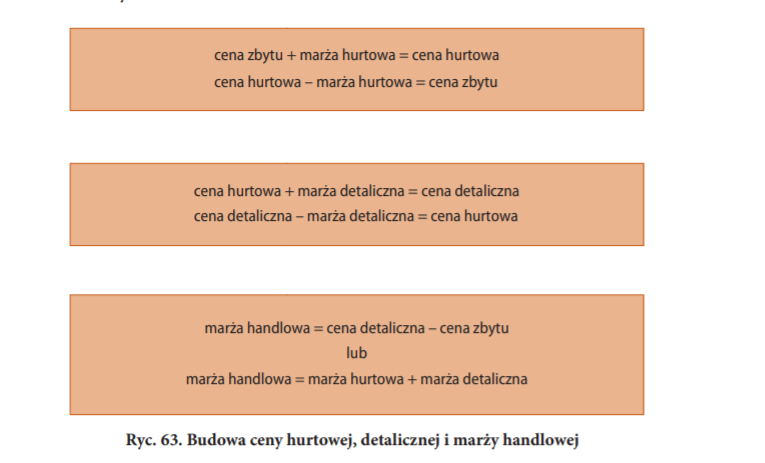 cena zbytu + marża hurtowa = cena hurtowa
cena hurtowa – marża hurtowa = cena zbytu
cena hurtowa + marża detaliczna = cena detaliczna
cena detaliczna – marża detaliczna = cena hurtowa
marża handlowa = cena detaliczna – cena zbytu
lub
marża handlowa = marża hurtowa + marża detaliczna
Ryc. 63. Budowa ceny hurtowej, detalicznej i marży handlowej